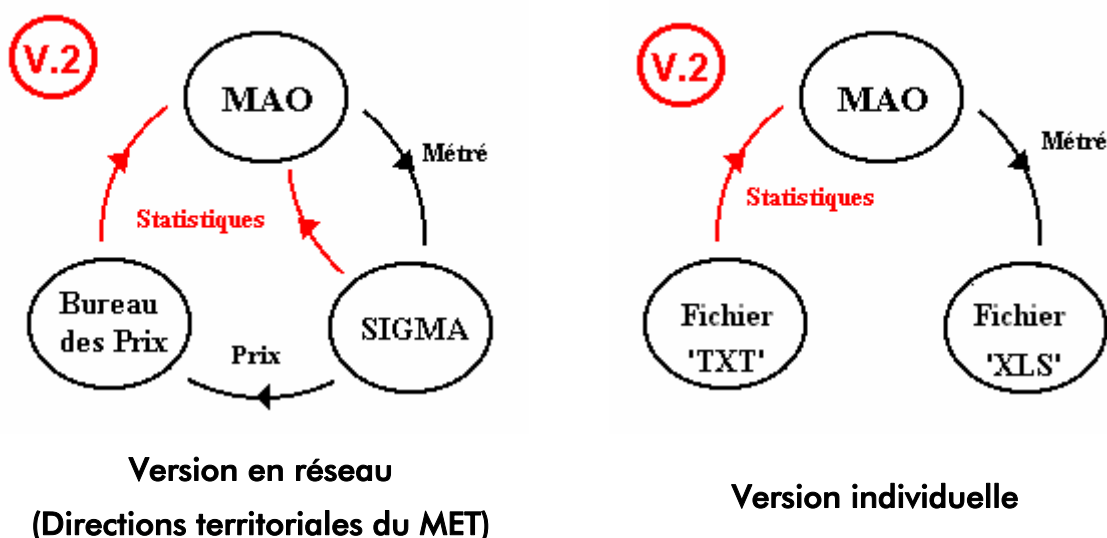 V.2
MAO
Métré
Statistiques
Bureau
des Prix
Prix
SIGMA
Version en réseau
(Directions territoriales du MET)
V.2
MAO
Métré
Statistiques
Fichier
'TXT'
Fichier
'XLS'
Version individuelle